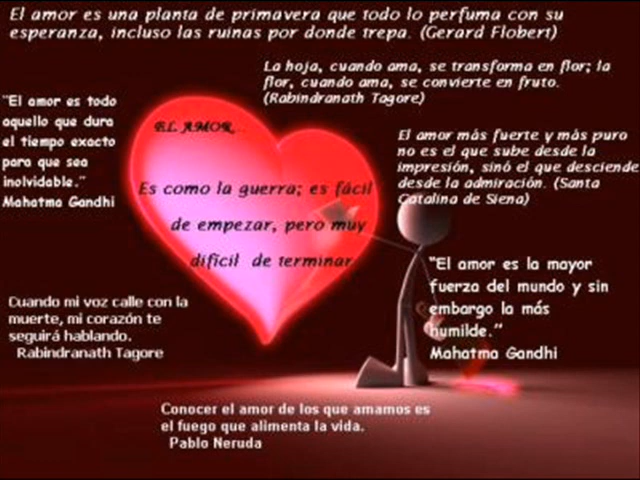 El amor es una planta de primavera que todo lo perfuma con su
esperanza, incluso las ruinas por donde trepa. (Gerard Flobert)
La hoja, cuando ama, se transforma en flor; la
flor, cuando ama, se convierte en fruto.
(Rabindranath Tagore)
"El amor es todo
aquello que dura
el tiempo exacto
para que sea
inolvidable."
Mahatma Gandhi
EL AMOR...
Es como la guerra; es fácil
de empezar, pero muy
difícil de terminar
El amor más fuerte y más puro
no es el que sube desde la
impresión, sinó el que desciende
desde la admiración. (Santa
Catalina de Siena)
"El amor es la mayor
fuerza del mundo y sin
embargo la más
humilde."
Mahatma Gandhi
Cuando mi voz calle con la
muerte, mi corazón te
seguirá hablando.
Rabindranath Tagore
Conocer el amor de los que amamos es
el fuego que alimenta la vida.
Pablo Neruda